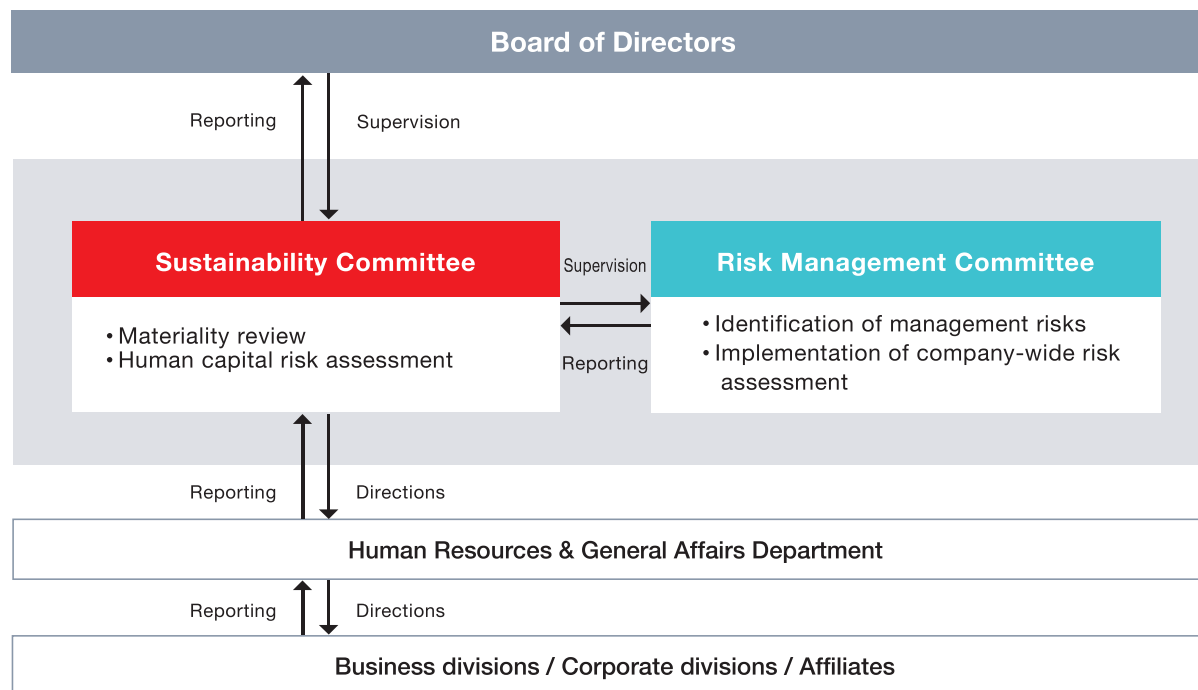 Board of Directors
Reporting
Supervision
Sustainability Committee
• Materiality review
• Human capital risk assessment
Supervision
Reporting
Risk Management Committee
• Identification of management risks
• Implementation of company-wide risk
assessment
Reporting
Directions
Human Resources & General Affairs Department
Reporting
Directions
Business divisions / Corporate divisions / Affiliates